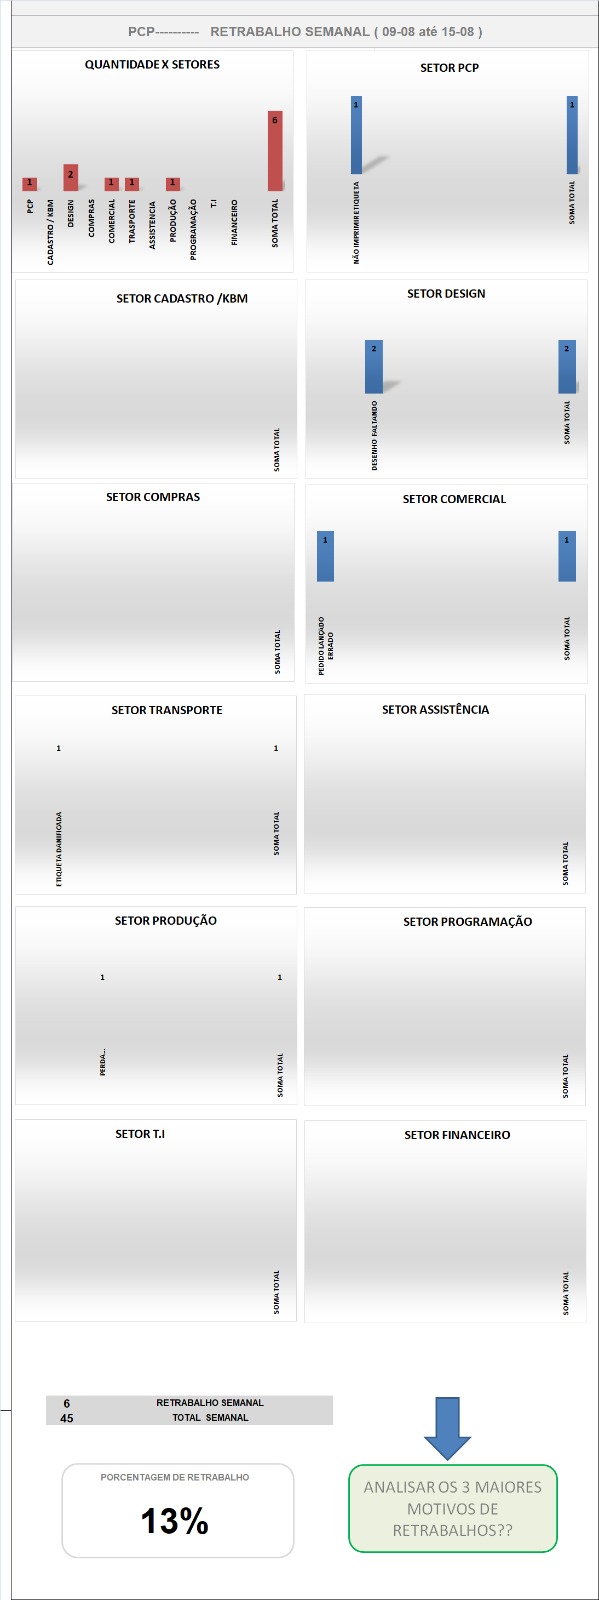 PCP---------- RETRABALHO SEMANAL ( 09-08 até 15-08 )
QUANTIDADE X SETORES
1
2
1
1
1
6
PCP
CADASTRO / KBM
DESIGN
COMPRAS
COMERCIAL
TRASPORTE
ASSISTENCIA
PRODUÇÃO
PROGRAMAÇÃO
T.I
FINANCEIRO
SOMA TOTAL
SETOR PCP
1
1
NÃO IMPRIMIR ETIQUETA
SOMA TOTAL
SETOR CADASTRO /KBM
SOMA TOTAL
SETOR DESIGN
2
2
DESENHO FALTANDO
SOMA TOTAL
SETOR COMPRAS
SOMA TOTAL
SETOR COMERCIAL
1
1
PEDIDO LANÇADO
ERRADO
SOMA TOTAL
SETOR TRANSPORTE
1
1
ETIQUETA DANIFICADA
SOMA TOTAL
SETOR ASSISTÊNCIA
SOMA TOTAL
SETOR PRODUÇÃO
1
1
PERDA...
SOMA TOTAL
SETOR PROGRAMAÇÃO
SOMA TOTAL
SETOR T.I
SOMA TOTAL
SETOR FINANCEIRO
SOMA TOTAL
6 RETRABALHO SEMANAL
45 TOTAL SEMANAL
PORCENTAGEM DE RETRABALHO
13%
ANALISAR OS 3 MAIORES
MOTIVOS DE
RETRABALHOS??